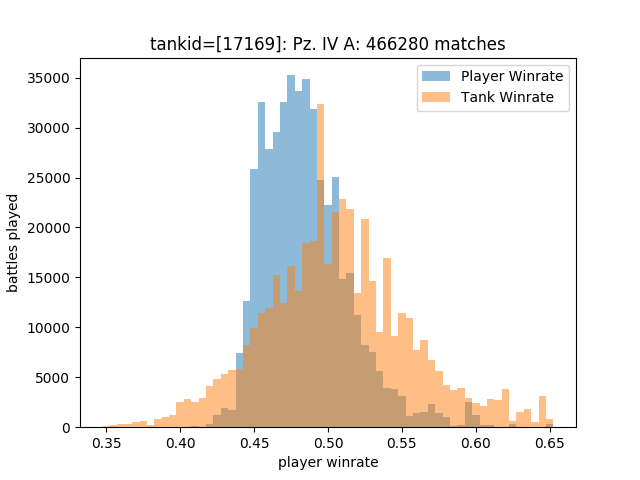 tankid=[17169]: Pz. IV A: 466280 matches
Player Winrate
Tank Winrate
battles played
35000
30000
25000
20000
15000
10000
5000
0
0.35 0.40 0.45 0.50 0.55 0.60 0.65
player winrate